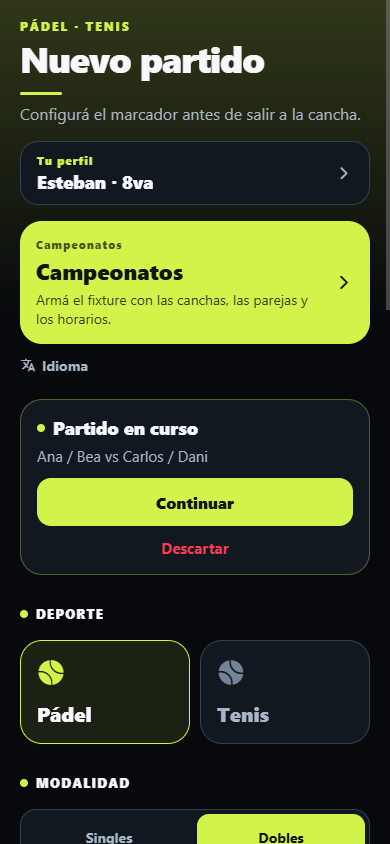 PÁDEL · TENIS
Nuevo partido
Configurá el marcador antes de salir a la cancha.
Tu perfil
Esteban · 8va
Campeonatos
Campeonatos
Armá el fixture con las canchas, las parejas y
los horarios.
Idioma
Partido en curso
Ana / Bea vs Carlos / Dani
Continuar
Descartar
DEPORTE
Pádel
Tenis
MODALIDAD
Singles
Dobles